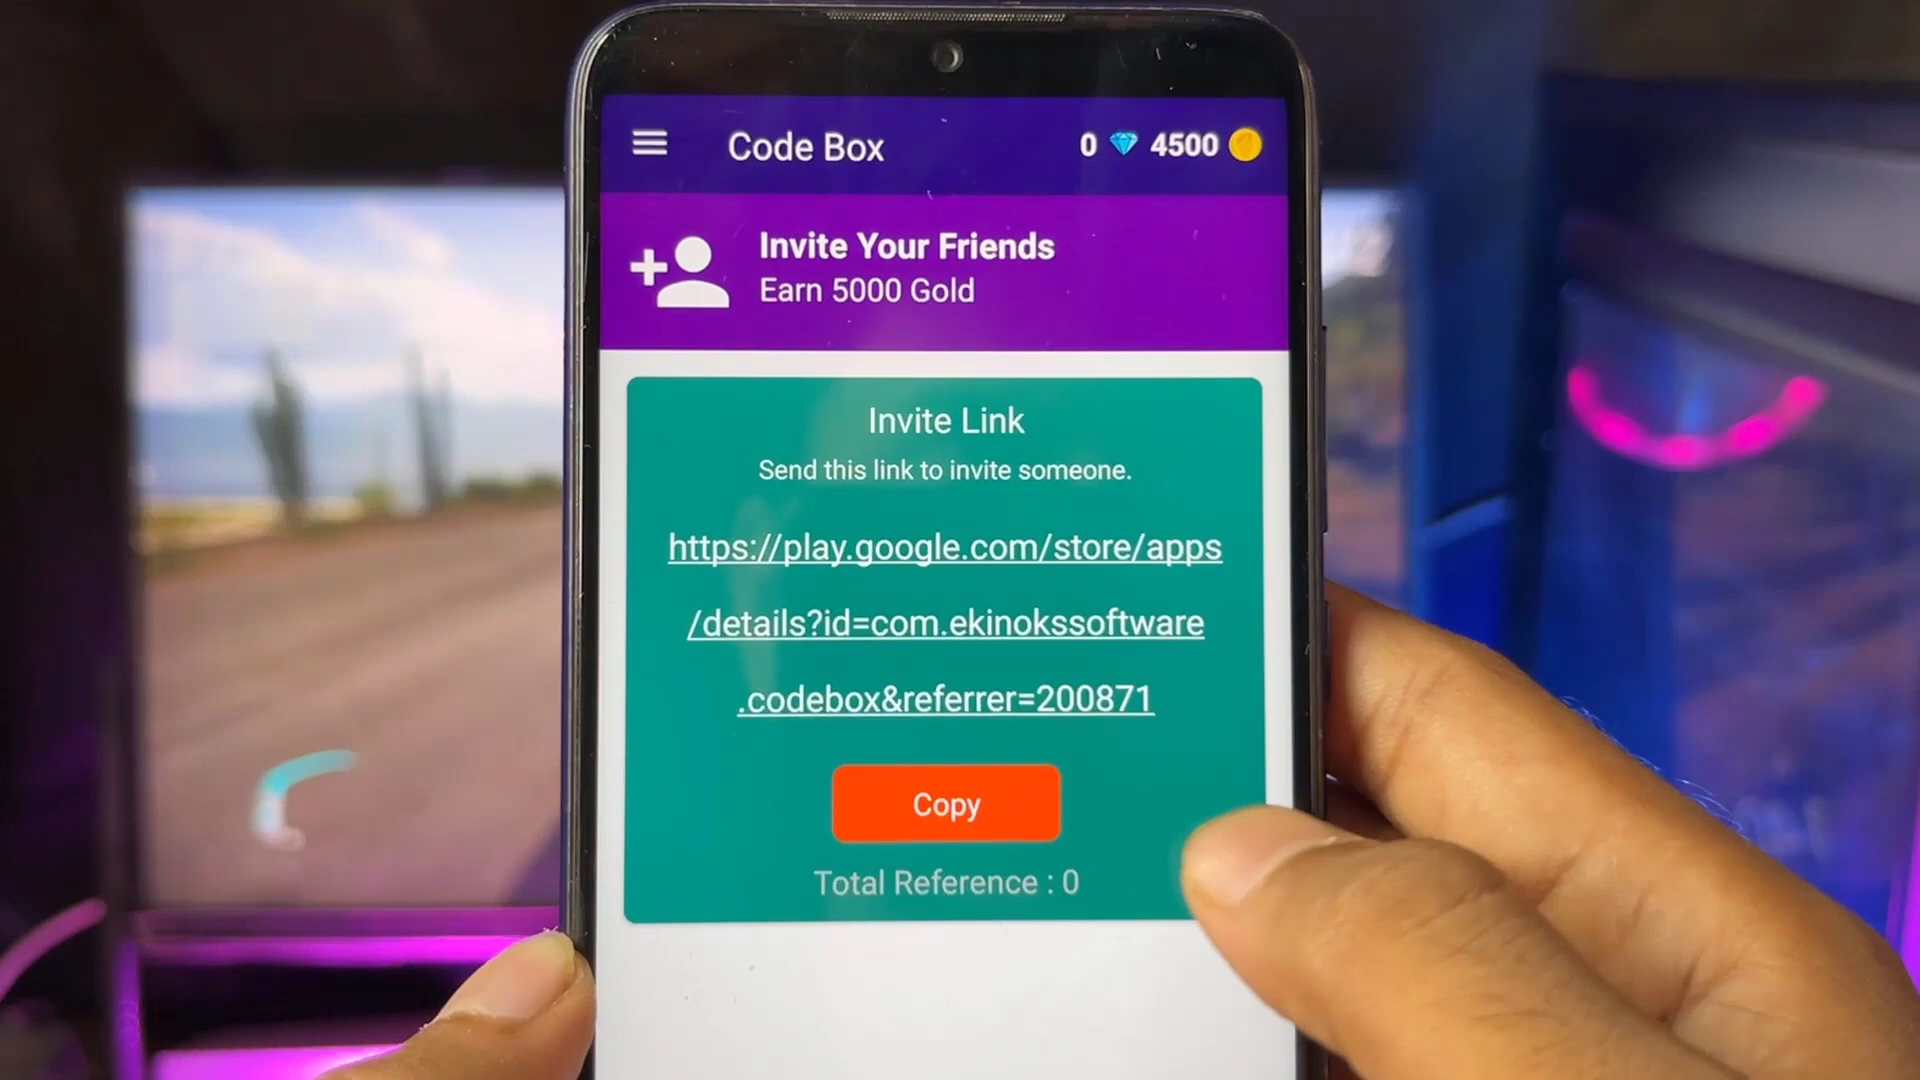 Code Box
0 4500
Invite Your Friends
Earn 5000 Gold
Invite Link
Send this link to invite someone.
https://play.google.com/store/apps
/details?id=com.ekinokssoftware
.codebox&referrer=200871
Copy
Total Reference : 0